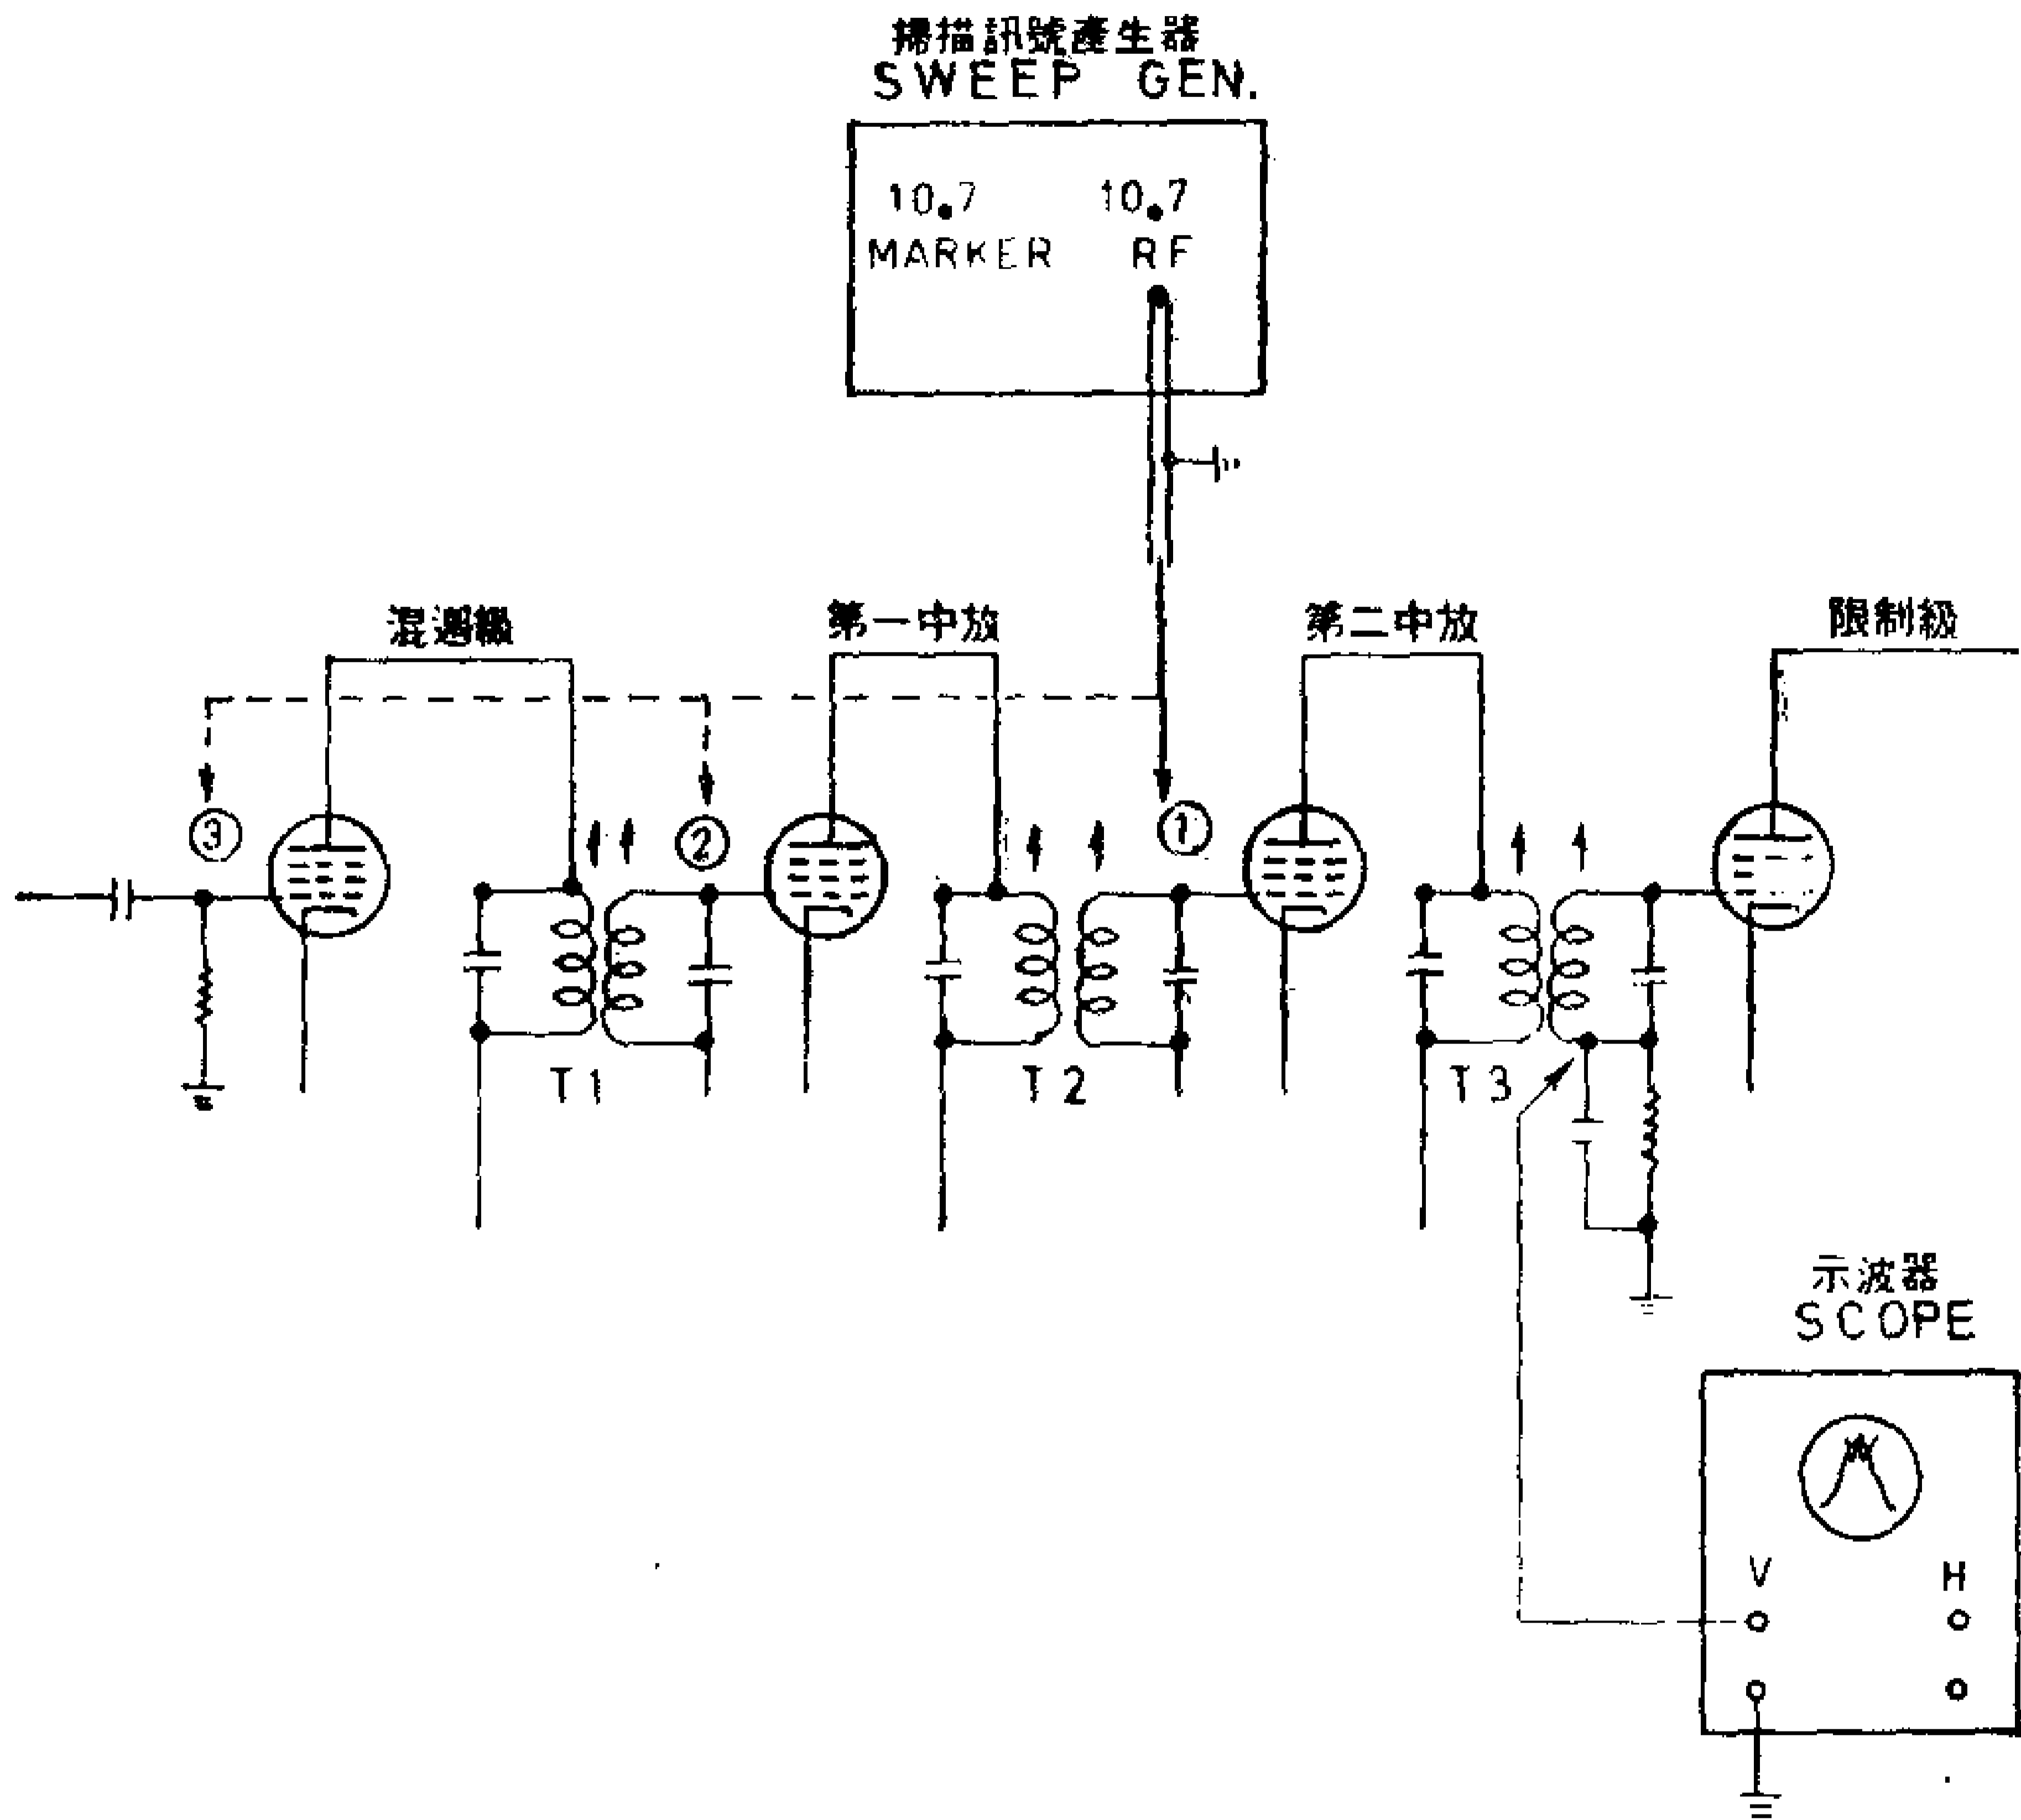 掃描訊號產生器
SWEEP GEN.
10.7 10.7
MARKER RF
混週級 第一中放 第二中放 限制級
③ ② ①
T1 T2 T3
示波器
SCOPE
V H